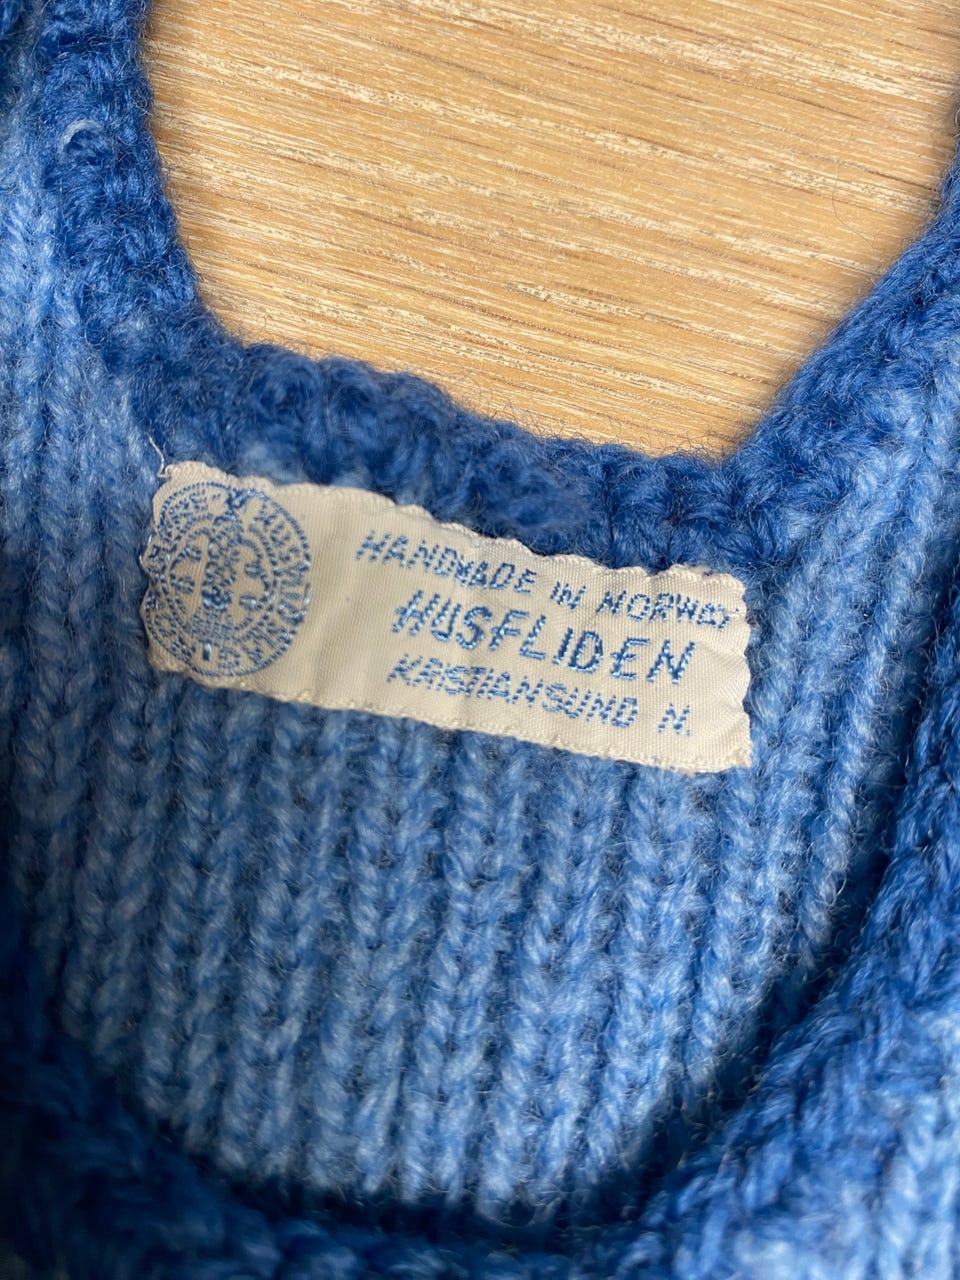 HANDMADE IN NORWAY
HUSFLIDEN
KRISTIANSUND N.